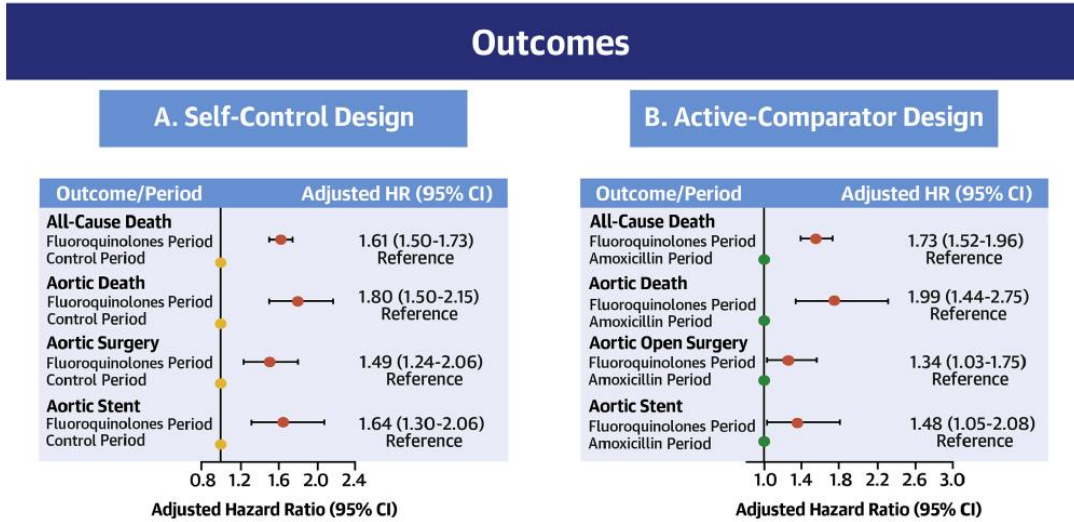 Outcomes
A. Self-Control Design
Outcome/Period Adjusted HR (95% CI)
All-Cause Death
Fluoroquinolones Period 1.61 (1.50-1.73)
Control Period Reference
Aortic Death
Fluoroquinolones Period 1.80 (1.50-2.15)
Control Period Reference
Aortic Surgery
Fluoroquinolones Period 1.49 (1.24-2.06)
Control Period Reference
Aortic Stent
Fluoroquinolones Period 1.64 (1.30-2.06)
Control Period Reference
0.8 1.2 1.6 2.0 2.4
Adjusted Hazard Ratio (95% CI)
B. Active-Comparator Design
Outcome/Period Adjusted HR (95% CI)
All-Cause Death
Fluoroquinolones Period 1.73 (1.52-1.96)
Amoxicillin Period Reference
Aortic Death
Fluoroquinolones Period 1.99 (1.44-2.75)
Amoxicillin Period Reference
Aortic Open Surgery
Fluoroquinolones Period 1.34 (1.03-1.75)
Amoxicillin Period Reference
Aortic Stent
Fluoroquinolones Period 1.48 (1.05-2.08)
Amoxicillin Period Reference
1.0 1.4 1.8 2.2 2.6 3.0
Adjusted Hazard Ratio (95% CI)